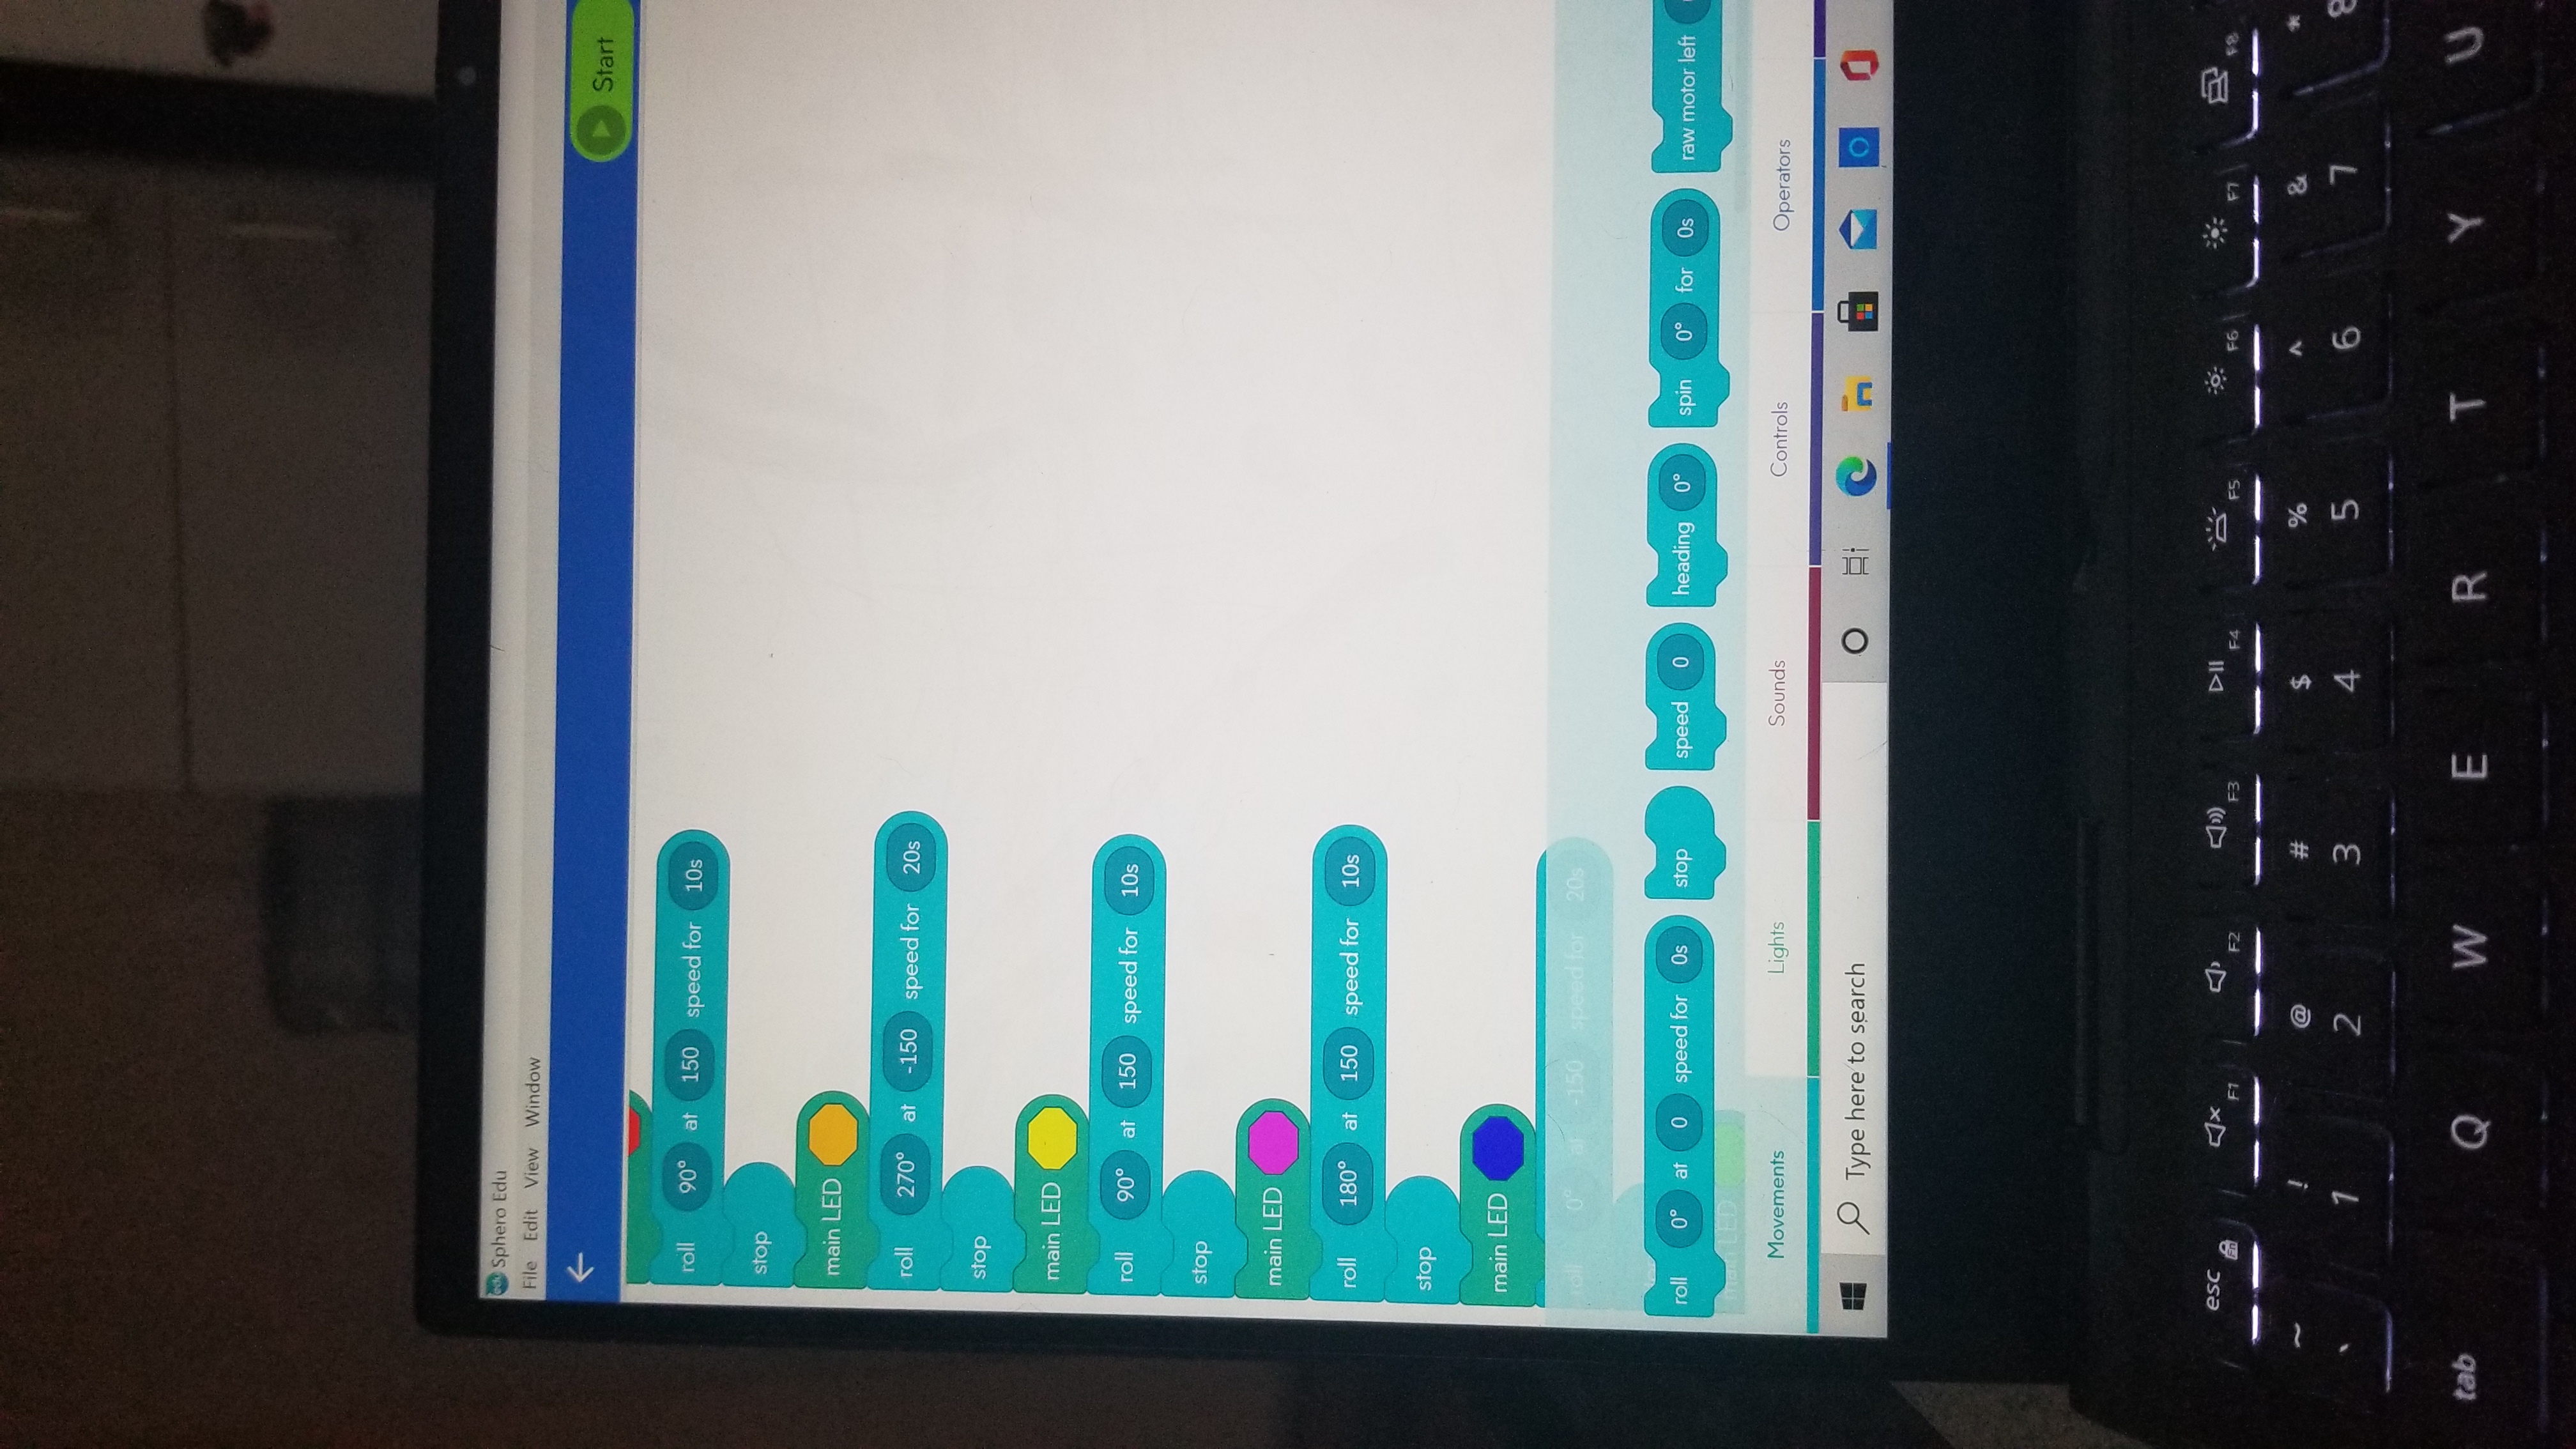 Sphero Edu
File Edit View Window
Start
roll 90° at 150 speed for 10s
stop
main LED
roll 270° at -150 speed for 20s
stop
main LED
roll 90° at 150 speed for 10s
stop
main LED
roll 180° at 150 speed for 10s
stop
main LED
roll 0° at -150 speed for 20s
roll 0° at 0 speed for 0s stop speed 0 heading 0° spin 0° for 0s raw motor left
main LED
Movements Lights Sounds Controls Operators
Type here to search
esc Fn F1 F2 F3 F4 F5 F6 F7 F8
~ ! @ # $ % ^ & *
` 1 2 3 4 5 6 7 8
tab Q W E R T Y U